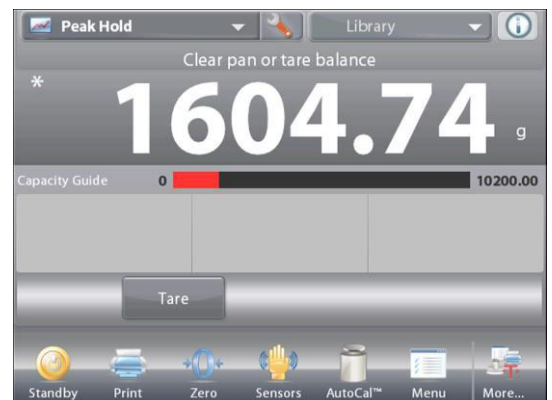 Peak Hold Library
Clear pan or tare balance
* 1604.74 g
Capacity Guide 0 10200.00
Tare
Standby Print Zero Sensors AutoCal™ Menu More...